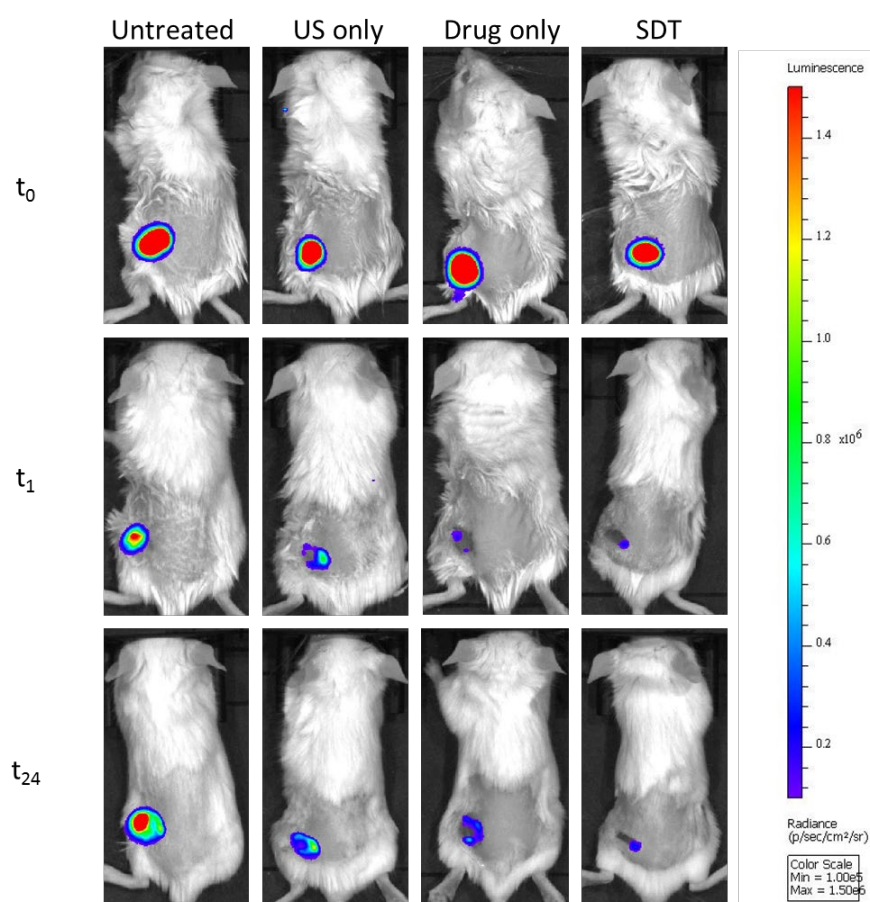 Untreated US only Drug only SDT
Luminescence
t0
1.4
1.2
1.0
t1
0.8 x10^6
0.6
0.4
t24
0.2
Radiance
(p/sec/cm²/sr)
Color Scale
Min = 1.00e5
Max = 1.50e6